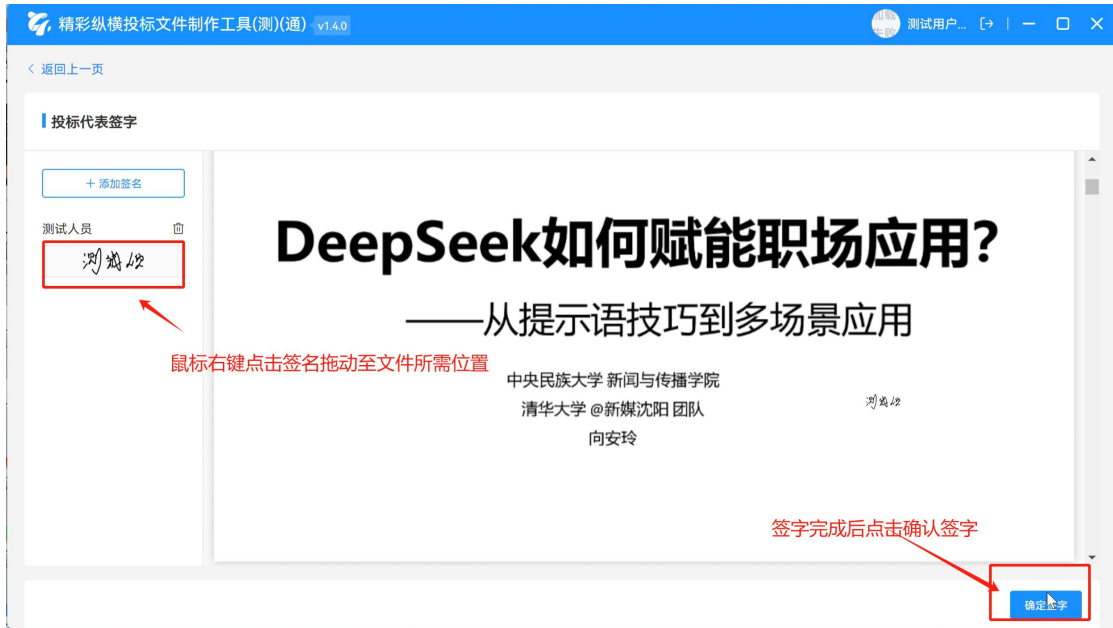 精彩纵横投标文件制作工具(测)(通) v1.4.0
测试用户...
返回上一页
投标代表签字
+ 添加签名
测试人员
DeepSeek如何赋能职场应用?
——从提示语技巧到多场景应用
鼠标右键点击签名拖动至文件所需位置
中央民族大学 新闻与传播学院
清华大学 @新媒沈阳 团队
向安玲
签字完成后点击确认签字
确定签字